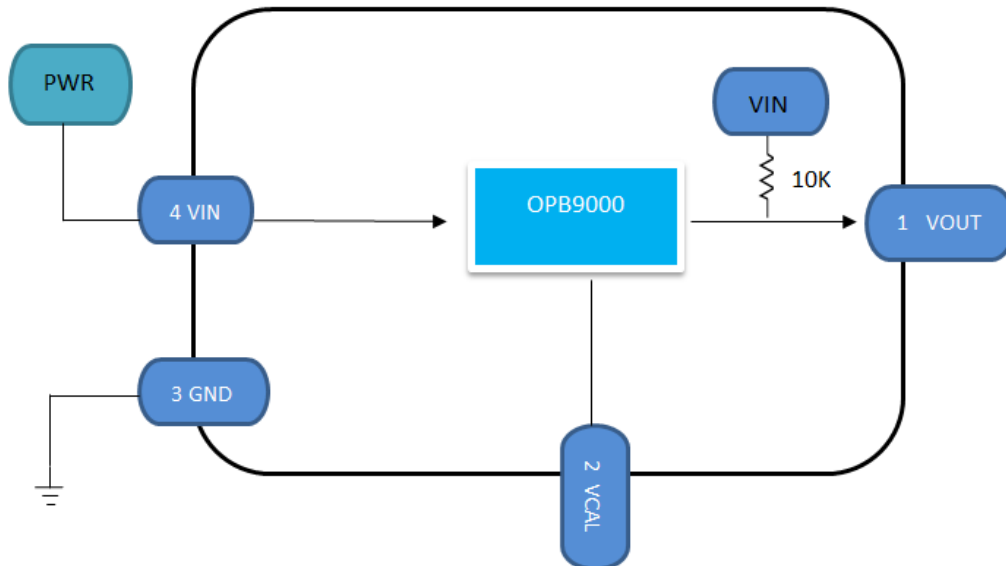 PWR
VIN
10K
4 VIN
OPB9000
1 VOUT
3 GND
2 VCAL